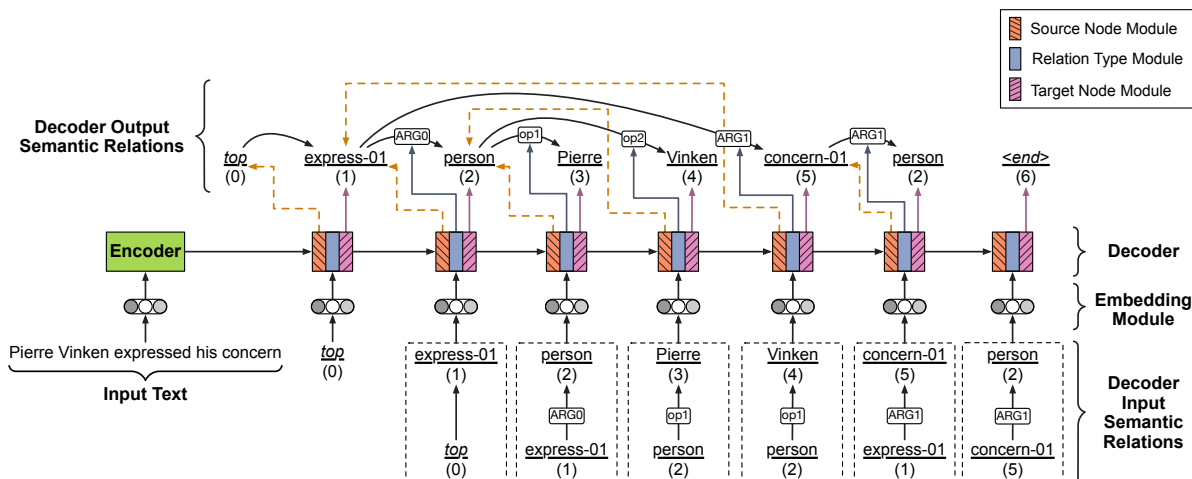 Source Node Module
Relation Type Module
Target Node Module
Decoder Output
Semantic Relations
ARG0
op1
op2
ARG1
ARG1
top
express-01
person
Pierre
Vinken
concern-01
person
<end>
(0)
(1)
(2)
(3)
(4)
(5)
(2)
(6)
Encoder
Decoder
Embedding
Module
Pierre Vinken expressed his concern
Input Text
top
(0)
express-01
person
Pierre
Vinken
concern-01
person
(1)
(2)
(3)
(4)
(5)
(2)
ARG0
op1
op1
ARG1
ARG1
top
express-01
person
person
express-01
concern-01
(0)
(1)
(2)
(2)
(1)
(5)
Decoder
Input
Semantic
Relations